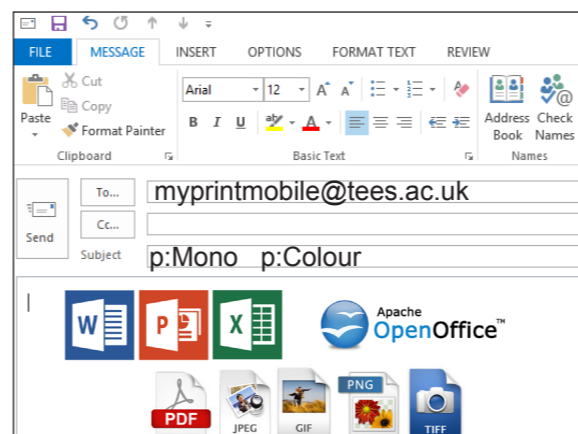 FILE MESSAGE INSERT OPTIONS FORMAT TEXT REVIEW
Cut
Copy
Format Painter
Paste
Clipboard
Arial 12 A A
B I U aby A
Basic Text
Address Book
Check Names
Names
Send
To... myprintmobile@tees.ac.uk
Cc...
Subject p:Mono p:Colour
W P X
Apache
OpenOffice™
PDF JPEG GIF PNG TIFF